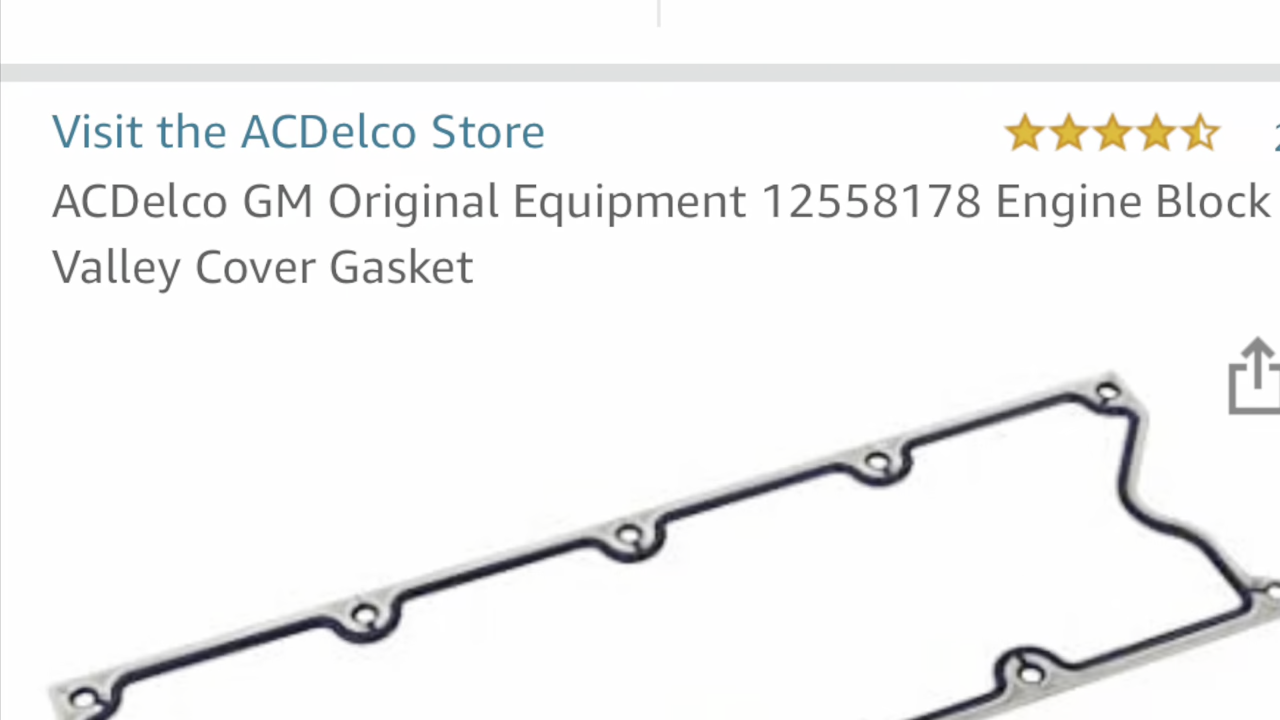 Visit the ACDelco Store
ACDelco GM Original Equipment 12558178 Engine Block
Valley Cover Gasket